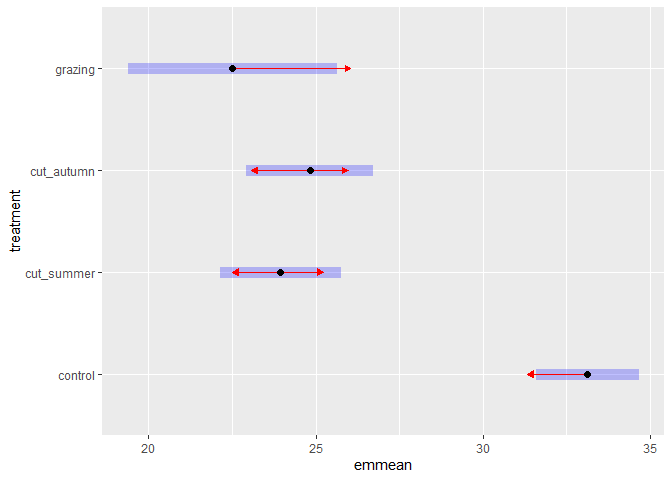 grazing
cut_autumn
cut_summer
control
treatment
20 25 30 35
emmean